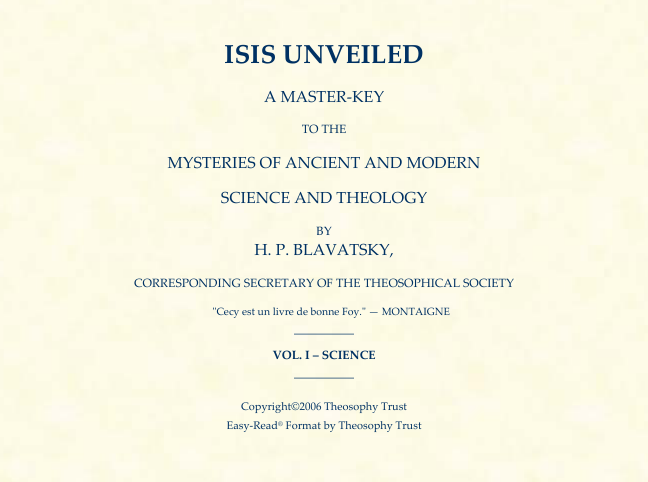 ISIS UNVEILED
A MASTER-KEY
TO THE
MYSTERIES OF ANCIENT AND MODERN
SCIENCE AND THEOLOGY
BY
H. P. BLAVATSKY,
CORRESPONDING SECRETARY OF THE THEOSOPHICAL SOCIETY
"Cecy est un livre de bonne Foy." — MONTAIGNE
VOL. I – SCIENCE
Copyright©2006 Theosophy Trust
Easy-Read® Format by Theosophy Trust